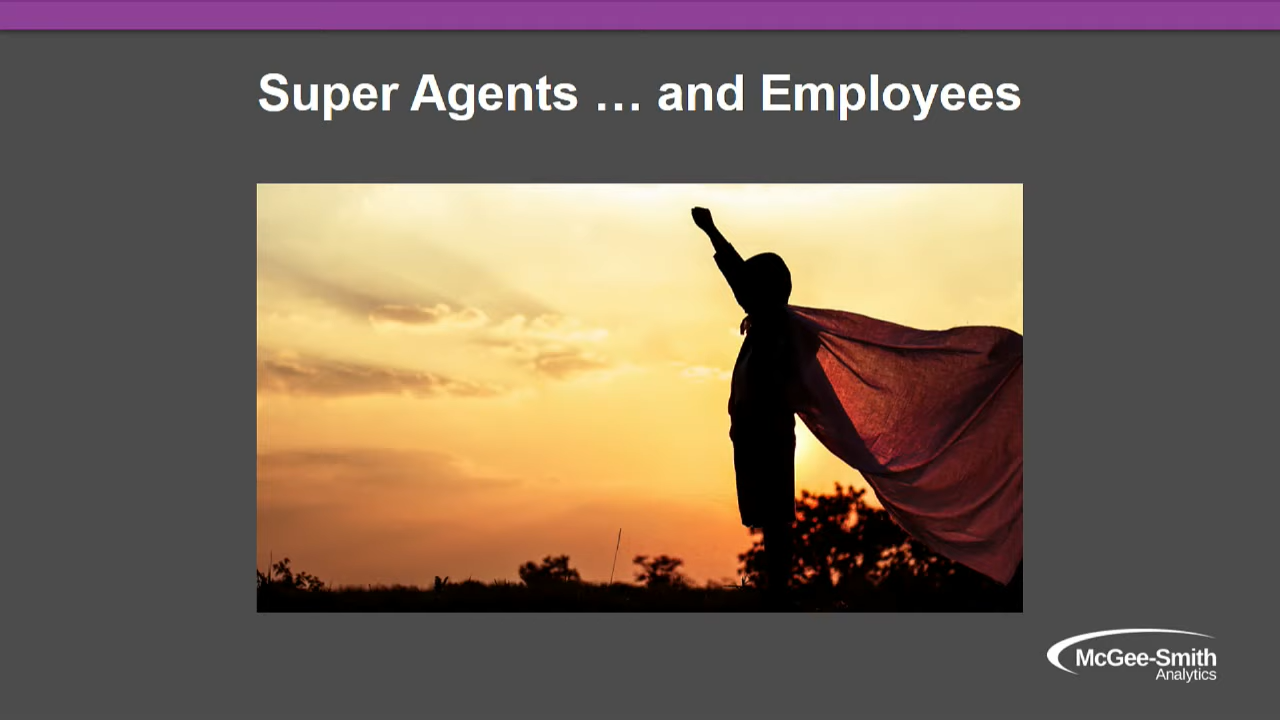 Super Agents … and Employees
McGee-Smith
Analytics